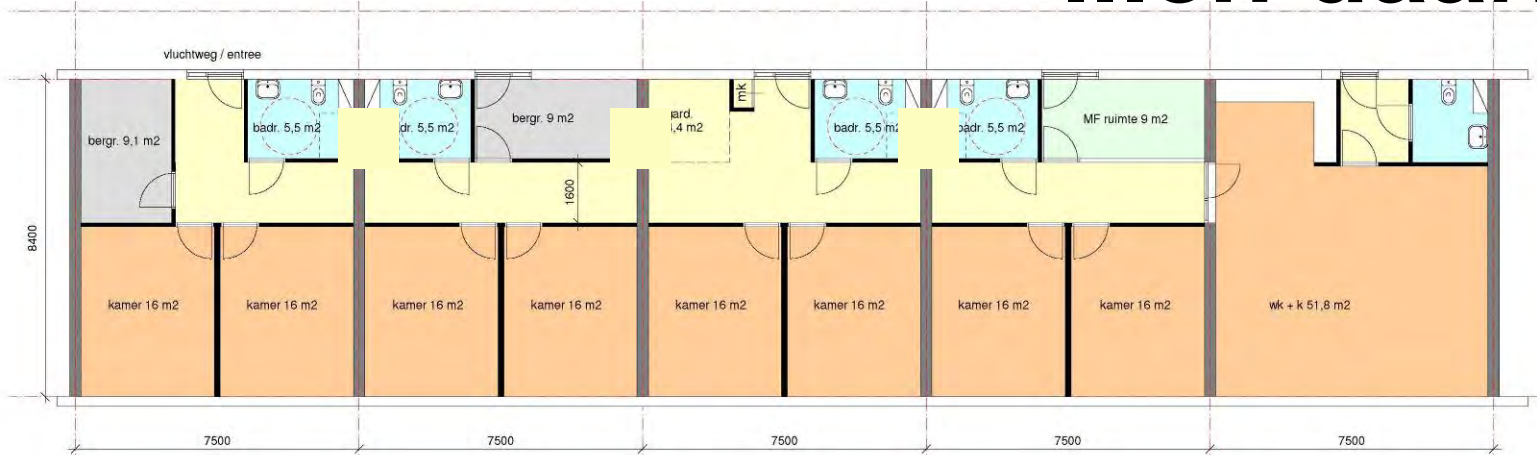 vluchtweg / entree
bergr. 9,1 m2
badr. 5,5 m2
dr. 5,5 m2
bergr. 9 m2
ard.
,4 m2
mk
badr. 5,5 m2
badr. 5,5 m2
MF ruimte 9 m2
1600
8400
kamer 16 m2
kamer 16 m2
kamer 16 m2
kamer 16 m2
kamer 16 m2
kamer 16 m2
kamer 16 m2
kamer 16 m2
wk + k 51,8 m2
7500
7500
7500
7500
7500